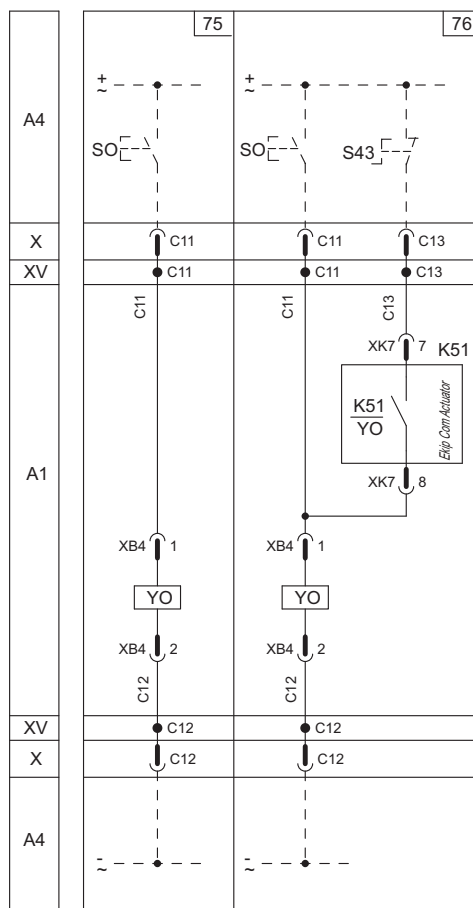 75
76
A4
+
~
+
~
SO
SO
S43
X
C11
C11
C13
XV
C11
C11
C13
C11
C11
C13
XK7
7
K51
K51
YO
Ekip Com Actuator
XK7
8
A1
XB4
1
XB4
1
YO
YO
XB4
2
XB4
2
C12
C12
XV
C12
C12
X
C12
C12
A4
-
~
-
~